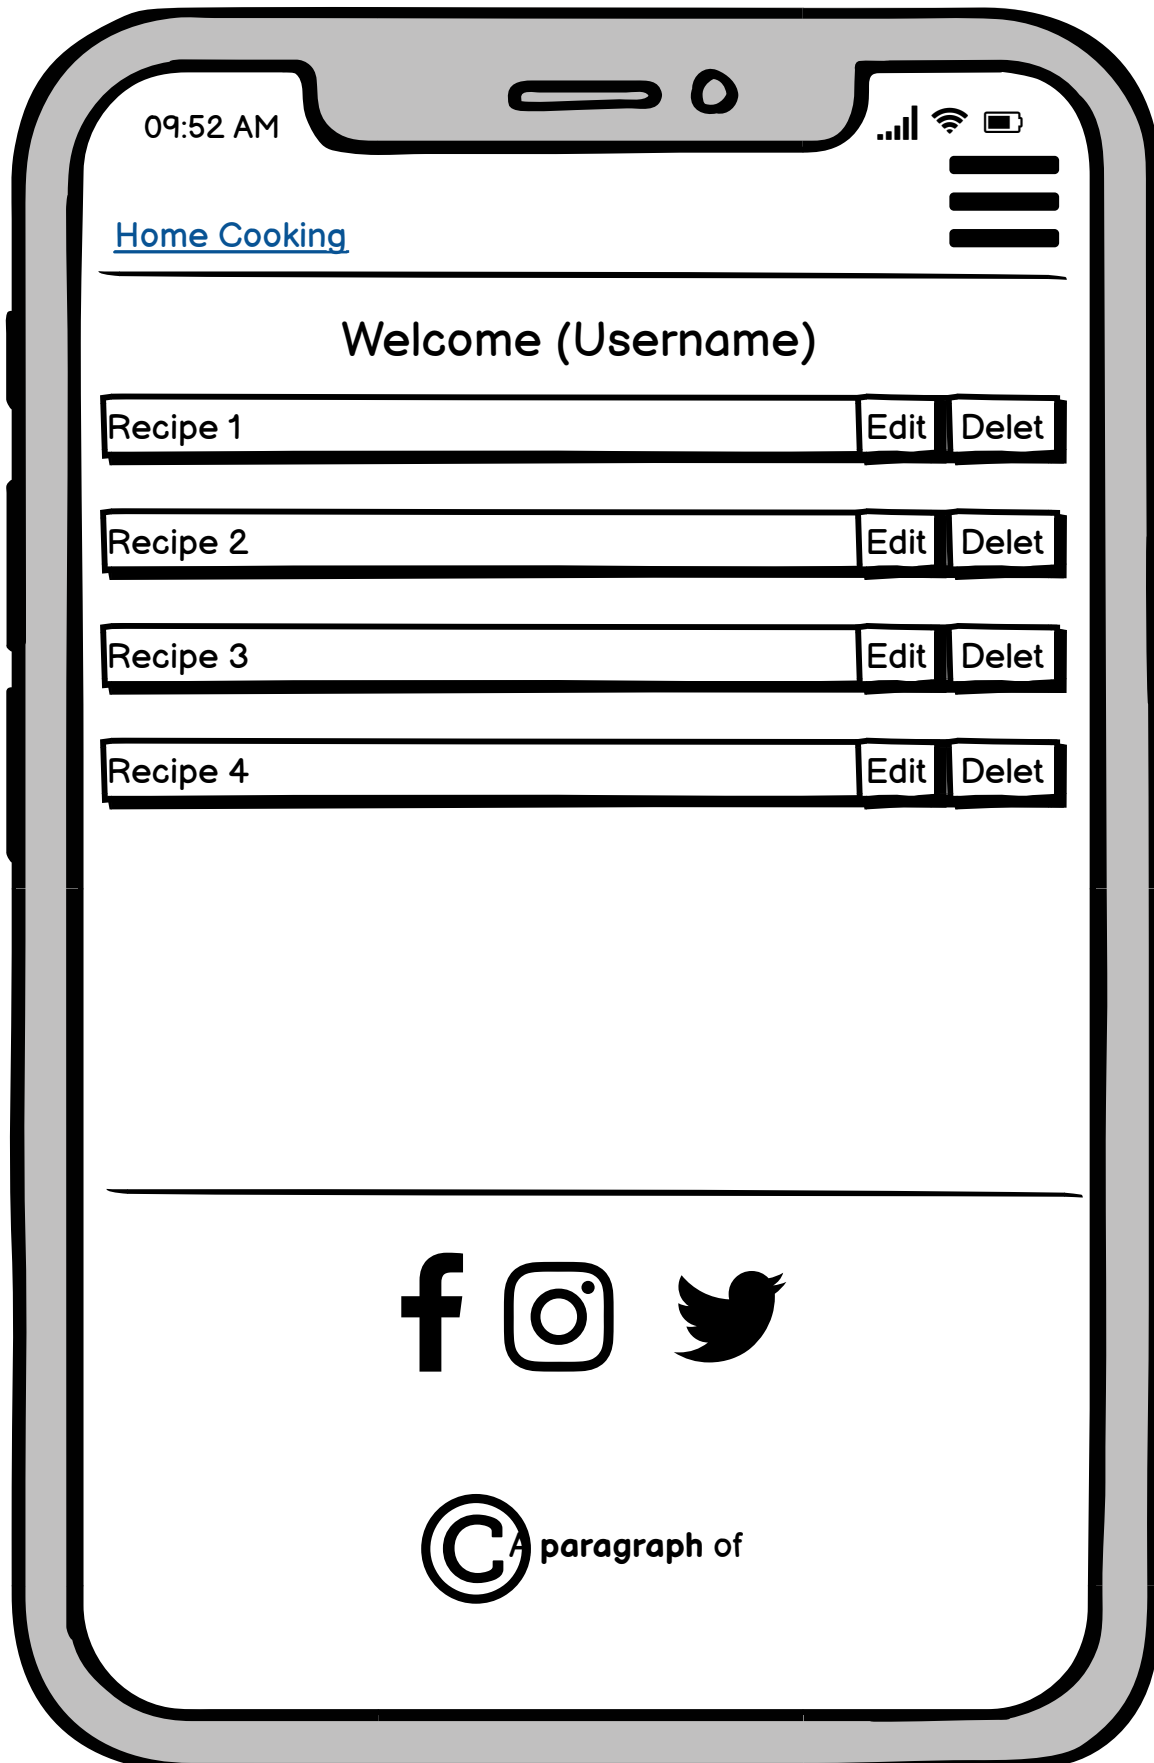 09:52 AM
Home Cooking
Welcome (Username)
Recipe 1 Edit Delet
Recipe 2 Edit Delet
Recipe 3 Edit Delet
Recipe 4 Edit Delet
© A paragraph of